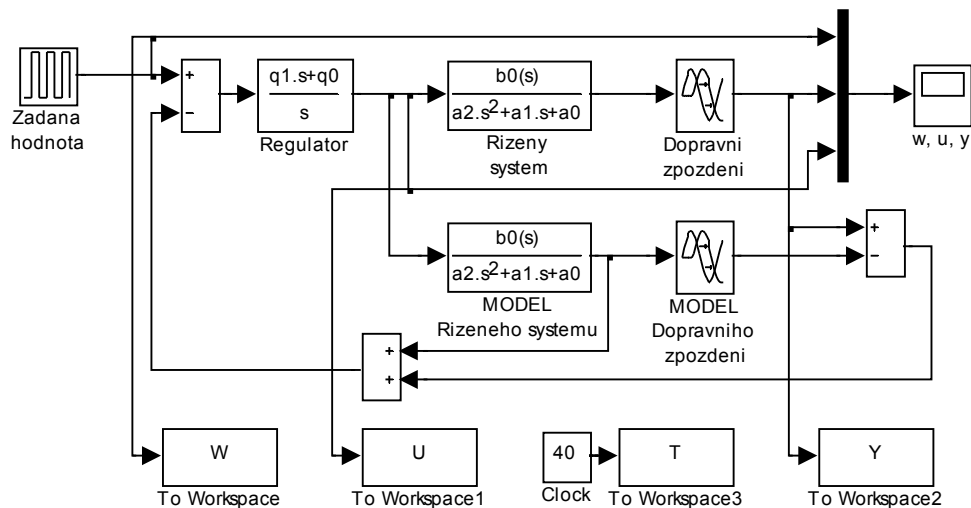 Zadana
hodnota
+
−
q1.s+q0
s
Regulator
b0(s)
a2.s²+a1.s+a0
Rizeny
system
Dopravni
zpozdeni
w, u, y
b0(s)
a2.s²+a1.s+a0
MODEL
Rizeneho systemu
MODEL
Dopravniho
zpozdeni
+
−
+
+
W
To Workspace
U
To Workspace1
40
Clock
T
To Workspace3
Y
To Workspace2